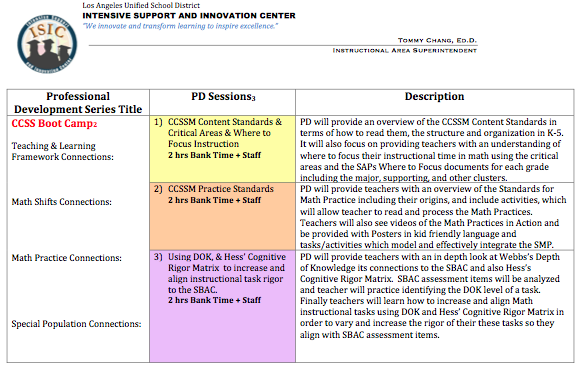 Los Angeles Unified School District
INTENSIVE SUPPORT AND INNOVATION CENTER
"We innovate and transform learning to inspire excellence."
ISIC
TOMMY CHANG, ED.D.
INSTRUCTIONAL AREA SUPERINTENDENT
Professional
Development Series Title
PD Sessions3
Description
CCSS Boot Camp2
Teaching & Learning
Framework Connections:
1) CCSSM Content Standards &
Critical Areas & Where to
Focus Instruction
2 hrs Bank Time + Staff
PD will provide an overview of the CCSSM Content Standards in
terms of how to read them, the structure and organization in K-5.
It will also focus on providing teachers with an understanding of
where to focus their instructional time in math using the critical
areas and the SAPs Where to Focus documents for each grade
including the major, supporting, and other clusters.
Math Shifts Connections:
2) CCSSM Practice Standards
2 hrs Bank Time + Staff
PD will provide teachers with an overview of the Standards for
Math Practice including their origins, and include activities, which
will allow teacher to read and process the Math Practices.
Teachers will also see videos of the Math Practices in Action and
be provided with Posters in kid friendly language and
tasks/activities which model and effectively integrate the SMP.
Math Practice Connections:
Special Population Connections:
3) Using DOK, & Hess' Cognitive
Rigor Matrix to increase and
align instructional task rigor
to the SBAC.
2 hrs Bank Time + Staff
PD will provide teachers with an in depth look at Webbs's Depth
of Knowledge its connections to the SBAC and also Hess's
Cognitive Rigor Matrix. SBAC assessment items will be analyzed
and teacher will practice identifying the DOK level of a task.
Finally teachers will learn how to increase and align Math
instructional tasks using DOK and Hess' Cognitive Rigor Matrix in
order to vary and increase the rigor of their these tasks so they
align with SBAC assessment items.